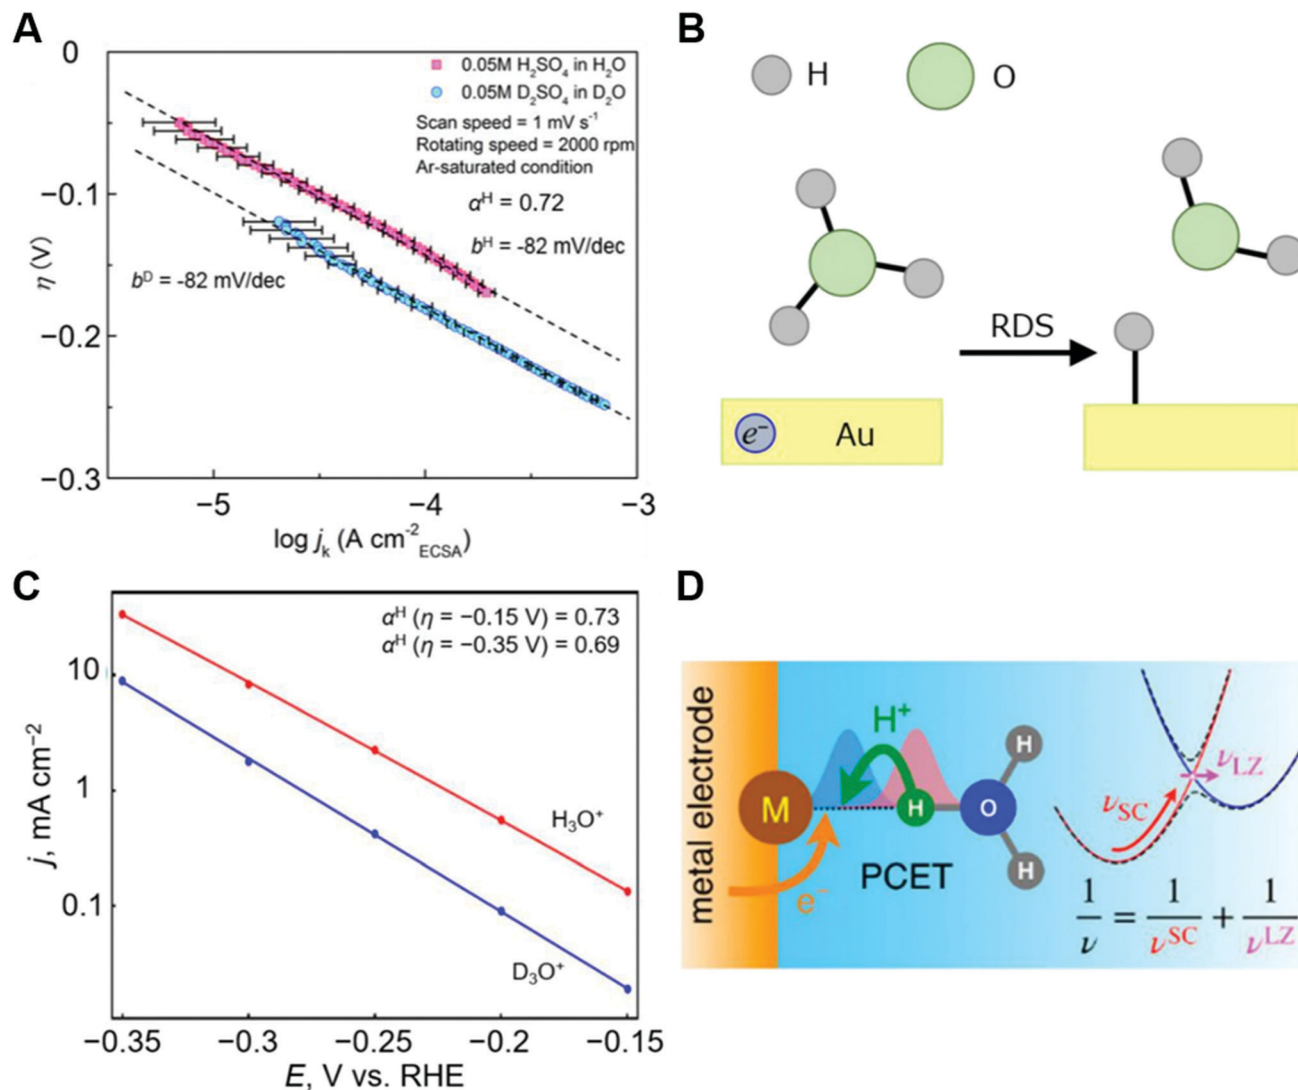 A
0
−0.1
−0.2
−0.3
η (V)
0.05M H₂SO₄ in H₂O
0.05M D₂SO₄ in D₂O
Scan speed = 1 mV s⁻¹
Rotating speed = 2000 rpm
Ar-saturated condition
αᴴ = 0.72
bᴴ = -82 mV/dec
bᴰ = -82 mV/dec
−5 −4 −3
log jₖ (A cm⁻²ECSA)
B
H O
RDS
e⁻ Au
C
αᴴ (η = −0.15 V) = 0.73
αᴴ (η = −0.35 V) = 0.69
10
1
0.1
j, mA cm⁻²
H₃O⁺
D₃O⁺
−0.35 −0.3 −0.25 −0.2 −0.15
E, V vs. RHE
D
metal electrode
M
H⁺
H
O
H
H
e⁻
PCET
νSC
νLZ
1/ν = 1/νSC + 1/νLZ